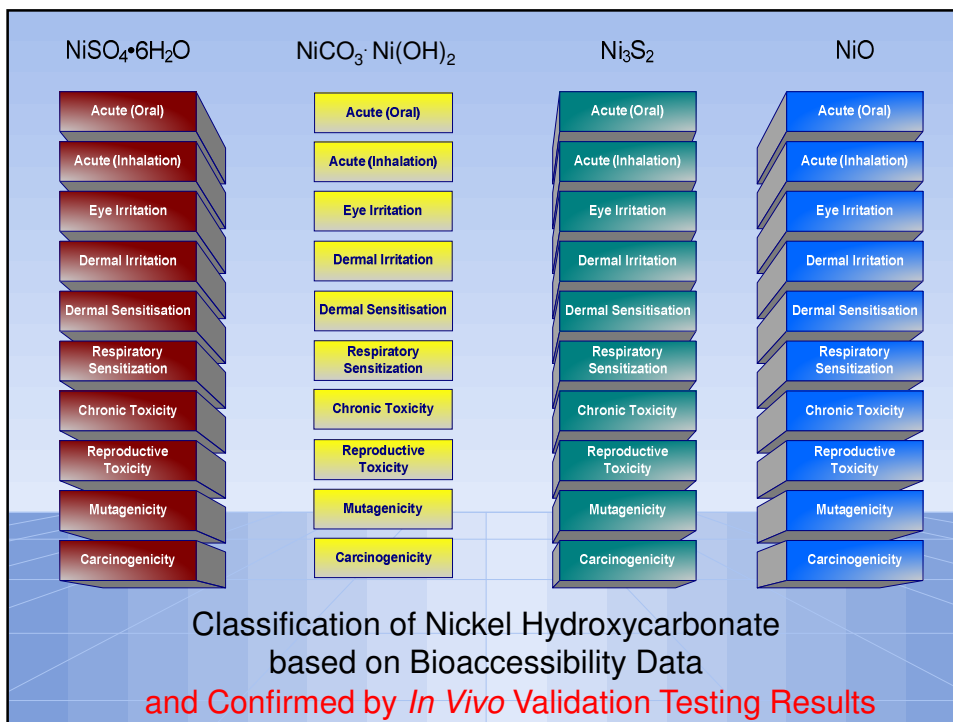 NiSO₄•6H₂O
Acute (Oral)
Acute (Inhalation)
Eye Irritation
Dermal Irritation
Dermal Sensitisation
Respiratory
Sensitization
Chronic Toxicity
Reproductive
Toxicity
Mutagenicity
Carcinogenicity
NiCO₃· Ni(OH)₂
Acute (Oral)
Acute (Inhalation)
Eye Irritation
Dermal Irritation
Dermal Sensitisation
Respiratory
Sensitization
Chronic Toxicity
Reproductive
Toxicity
Mutagenicity
Carcinogenicity
Ni₃S₂
Acute (Oral)
Acute (Inhalation)
Eye Irritation
Dermal Irritation
Dermal Sensitisation
Respiratory
Sensitization
Chronic Toxicity
Reproductive
Toxicity
Mutagenicity
Carcinogenicity
NiO
Acute (Oral)
Acute (Inhalation)
Eye Irritation
Dermal Irritation
Dermal Sensitisation
Respiratory
Sensitization
Chronic Toxicity
Reproductive
Toxicity
Mutagenicity
Carcinogenicity
Classification of Nickel Hydroxycarbonate
based on Bioaccessibility Data
and Confirmed by In Vivo Validation Testing Results